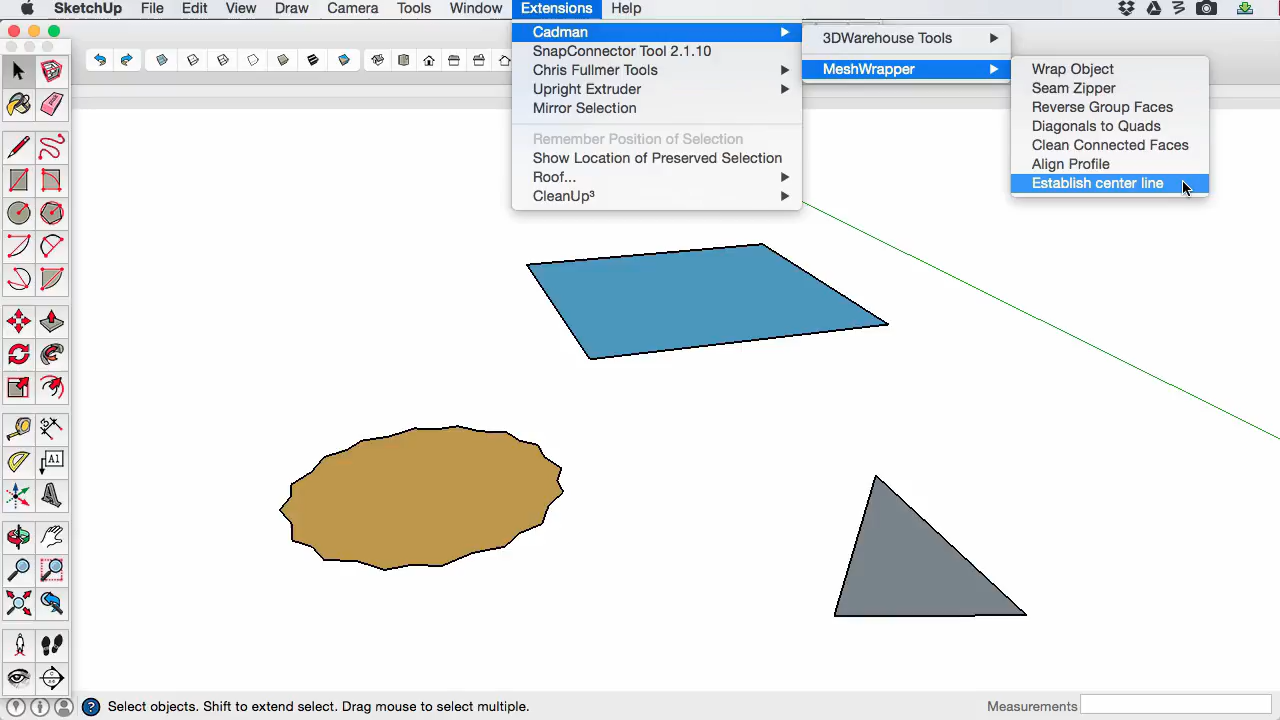 SketchUp File Edit View Draw Camera Tools Window Extensions Help
Cadman
SnapConnector Tool 2.1.10
Chris Fullmer Tools
Upright Extruder
Mirror Selection
Remember Position of Selection
Show Location of Preserved Selection
Roof...
CleanUp³
3DWarehouse Tools
MeshWrapper
Wrap Object
Seam Zipper
Reverse Group Faces
Diagonals to Quads
Clean Connected Faces
Align Profile
Establish center line
A1
Select objects. Shift to extend select. Drag mouse to select multiple.
Measurements